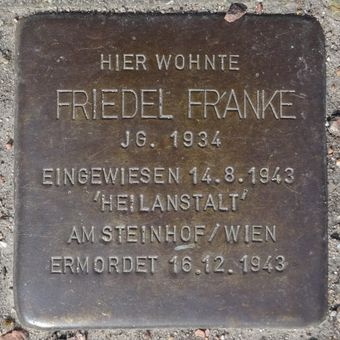 HIER WOHNTE
FRIEDEL FRANKE
JG. 1934
EINGEWIESEN 14.8.1943
'HEILANSTALT'
AM STEINHOF/WIEN
ERMORDET 16.12.1943